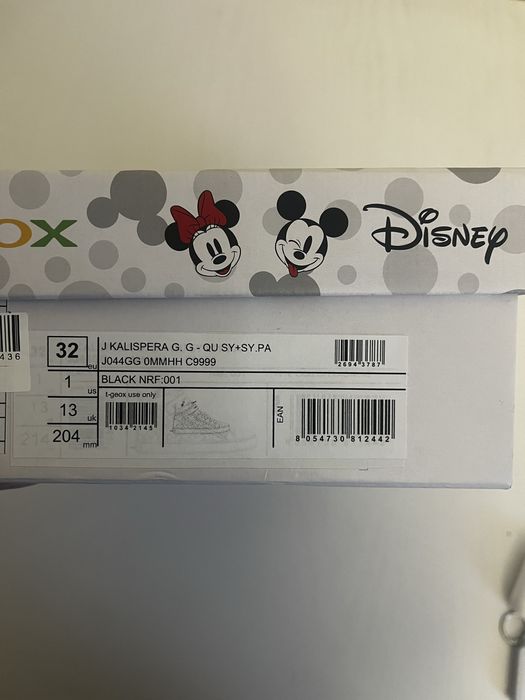 OX
DISNEY
436
32 eu
J KALISPERA G. G - QU SY+SY.PA
J044GG 0MMHH C9999
2694 3787
1 us
BLACK NRF:001
13 uk
t-geox use only
1034 2145
EAN
8 054730 812442
204 mm